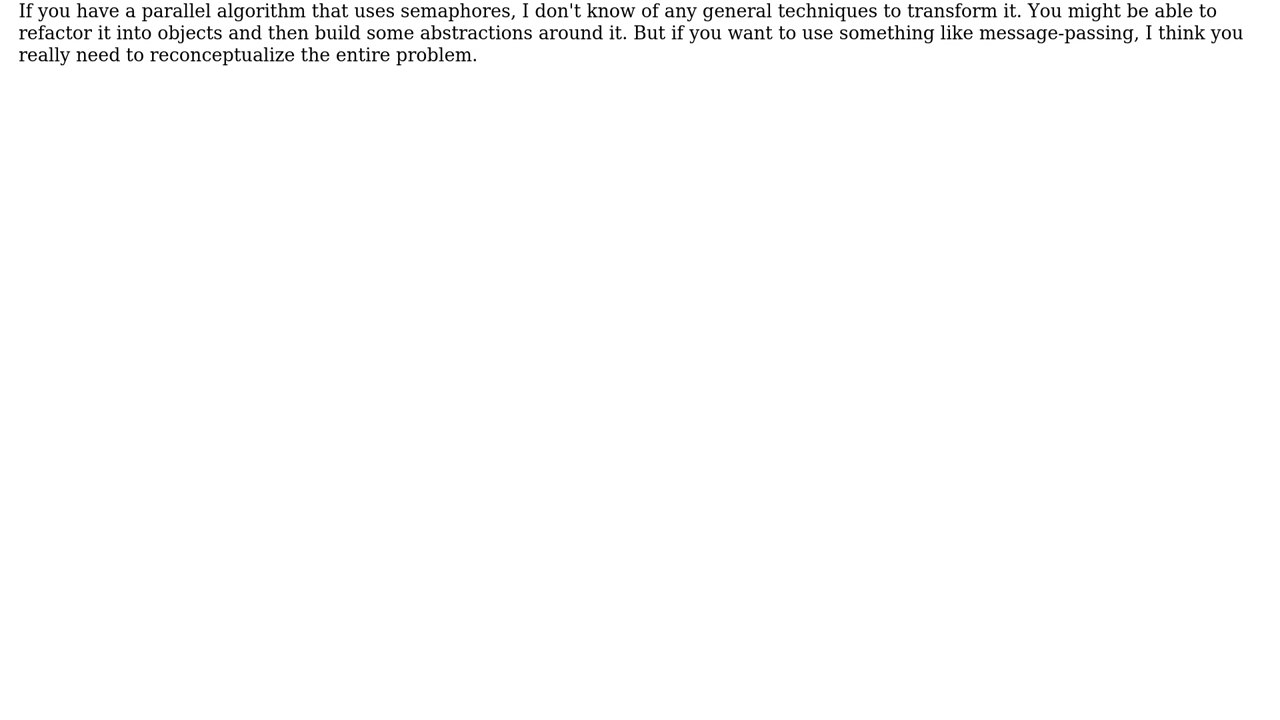 If you have a parallel algorithm that uses semaphores, I don't know of any general techniques to transform it. You might be able to
refactor it into objects and then build some abstractions around it. But if you want to use something like message-passing, I think you
really need to reconceptualize the entire problem.